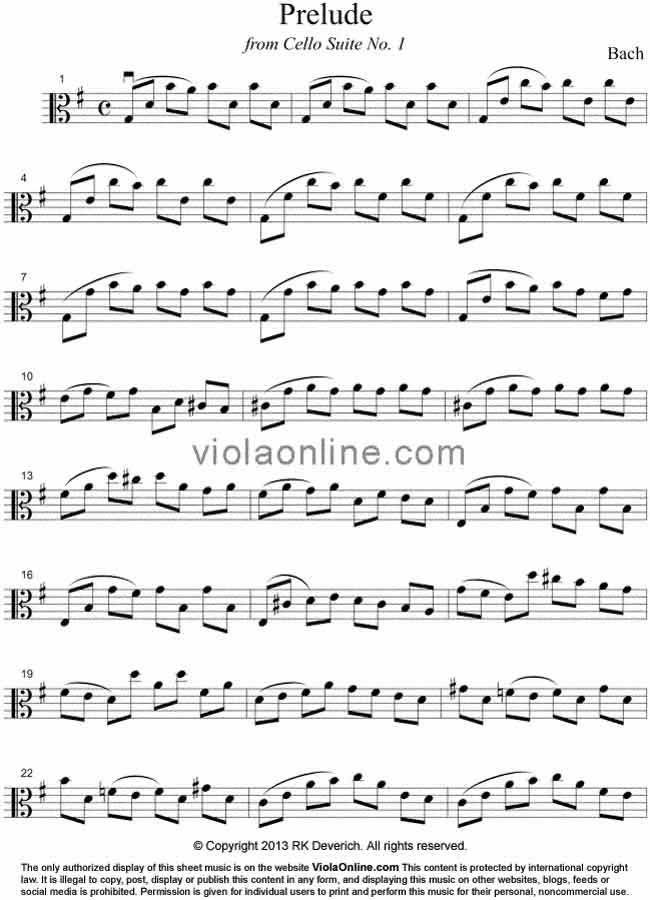 Prelude
from Cello Suite No. 1
Bach
1
4
7
10
violaonline.com
13
16
19
22
© Copyright 2013 RK Deverich. All rights reserved.
The only authorized display of this sheet music is on the website ViolaOnline.com This content is protected by international copyright
law. It is illegal to copy, post, display or publish this content in any form, and displaying this music on other websites, blogs, feeds or
social media is prohibited. Permission is given for individual users to print and perform this music for their personal, noncommercial use.